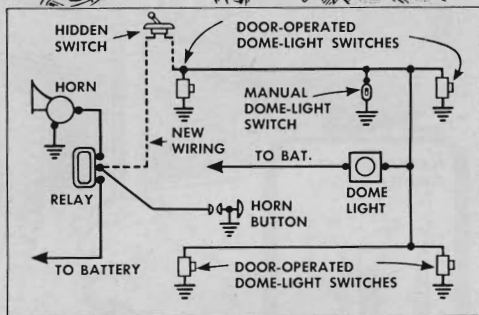 HIDDEN
SWITCH
DOOR-OPERATED
DOME-LIGHT SWITCHES
HORN
MANUAL
DOME-LIGHT
SWITCH
NEW
WIRING
TO BAT.
RELAY
DOME
LIGHT
HORN
BUTTON
TO BATTERY
DOOR-OPERATED
DOME-LIGHT SWITCHES